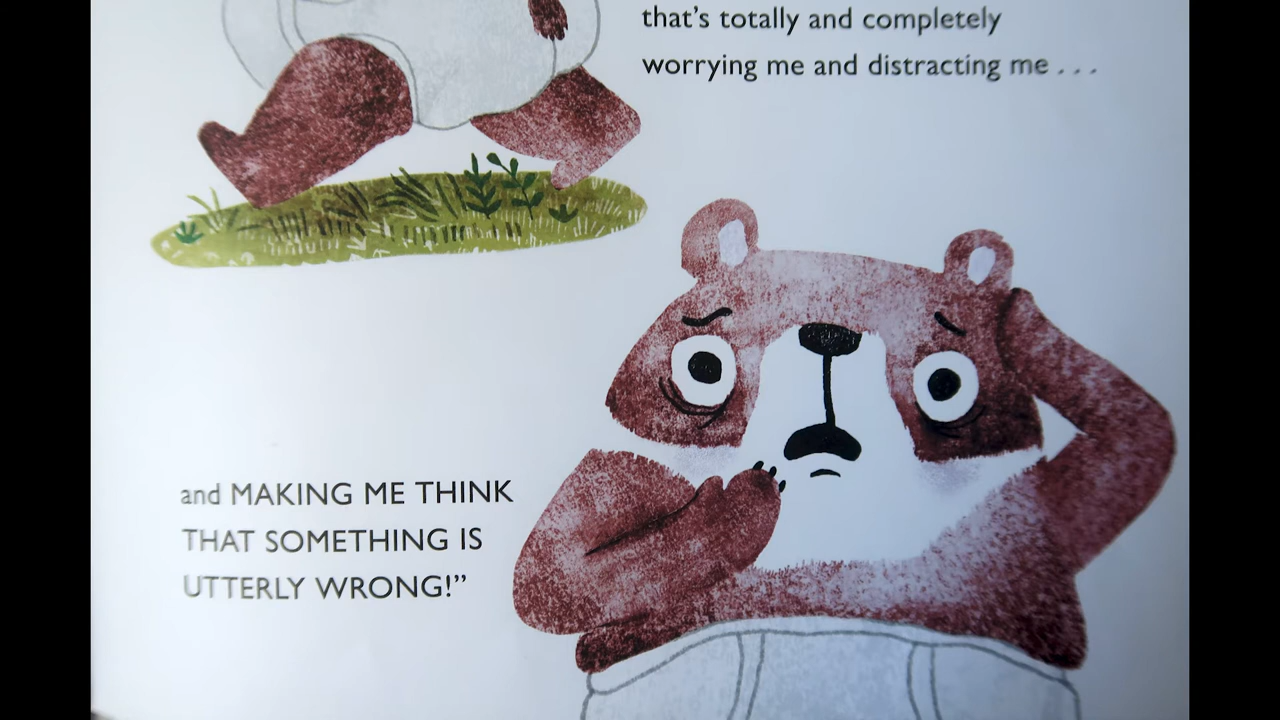 that's totally and completely
worrying me and distracting me . . .
and MAKING ME THINK
THAT SOMETHING IS
UTTERLY WRONG!”